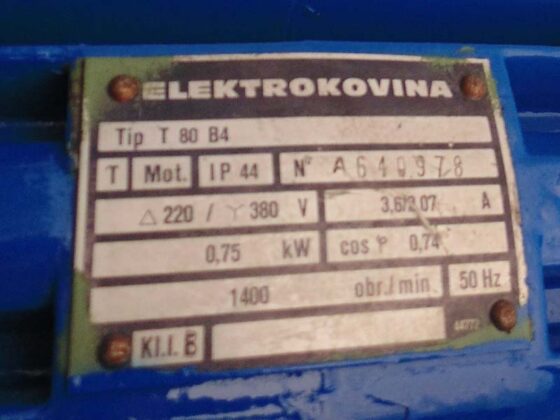 ELEKTROKOVINA
Tip T 80 B4
T Mot. IP 44 Nº A640978
△ 220 / Y 380 V 3,6/2,07 A
0,75 kW cos φ 0,74
1400 obr./min. 50 Hz
Kl.I. B